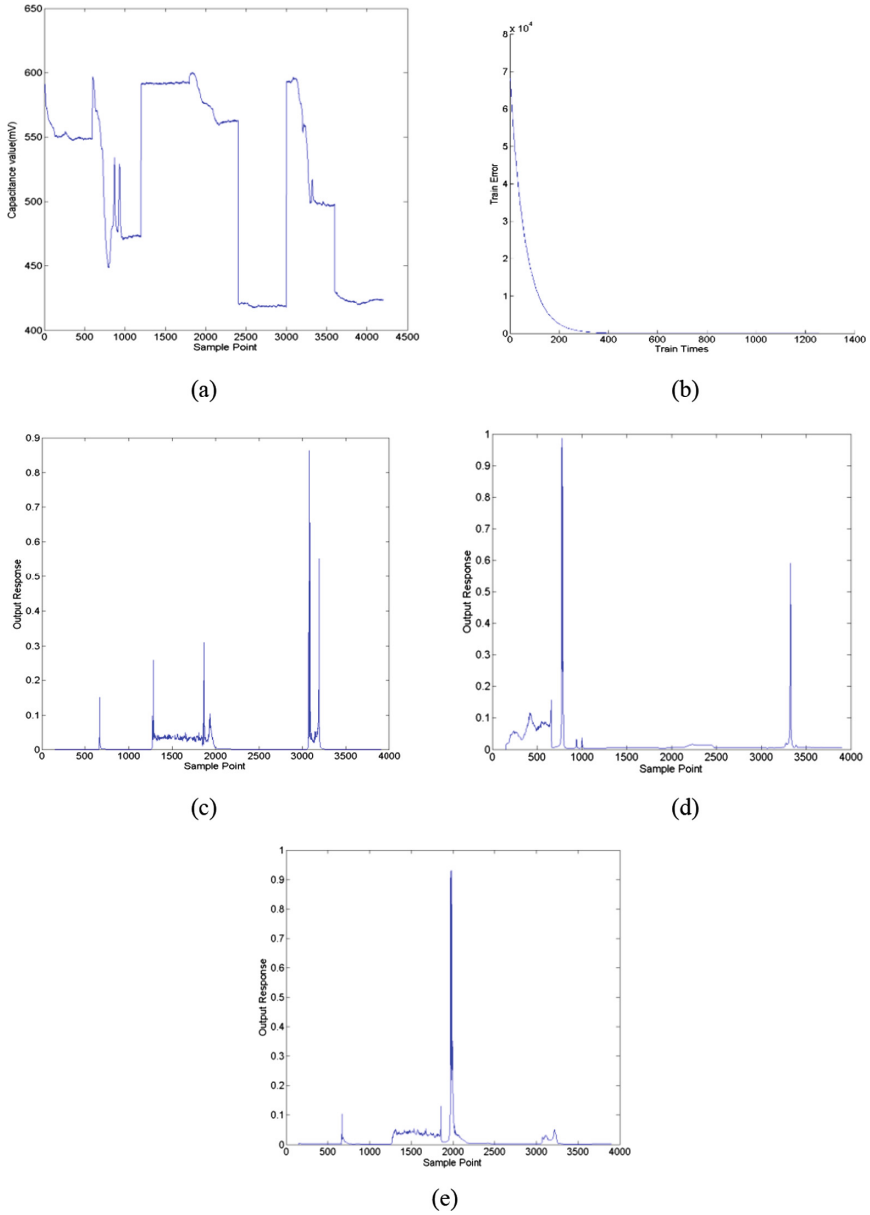 650
600
550
500
450
400
Capacitance value(mV)
0 500 1000 1500 2000 2500 3000 3500 4000 4500
Sample Point
(a)
x 10^4
8
7
6
5
4
3
2
1
0
Train Error
0 200 400 600 800 1000 1200 1400
Train Times
(b)
0.9
0.8
0.7
0.6
0.5
0.4
0.3
0.2
0.1
0
Output Response
0 500 1000 1500 2000 2500 3000 3500 4000
Sample Point
(c)
1
0.9
0.8
0.7
0.6
0.5
0.4
0.3
0.2
0.1
0
Output Response
0 500 1000 1500 2000 2500 3000 3500 4000
Sample Point
(d)
1
0.9
0.8
0.7
0.6
0.5
0.4
0.3
0.2
0.1
0
Output Response
0 500 1000 1500 2000 2500 3000 3500 4000
Sample Point
(e)